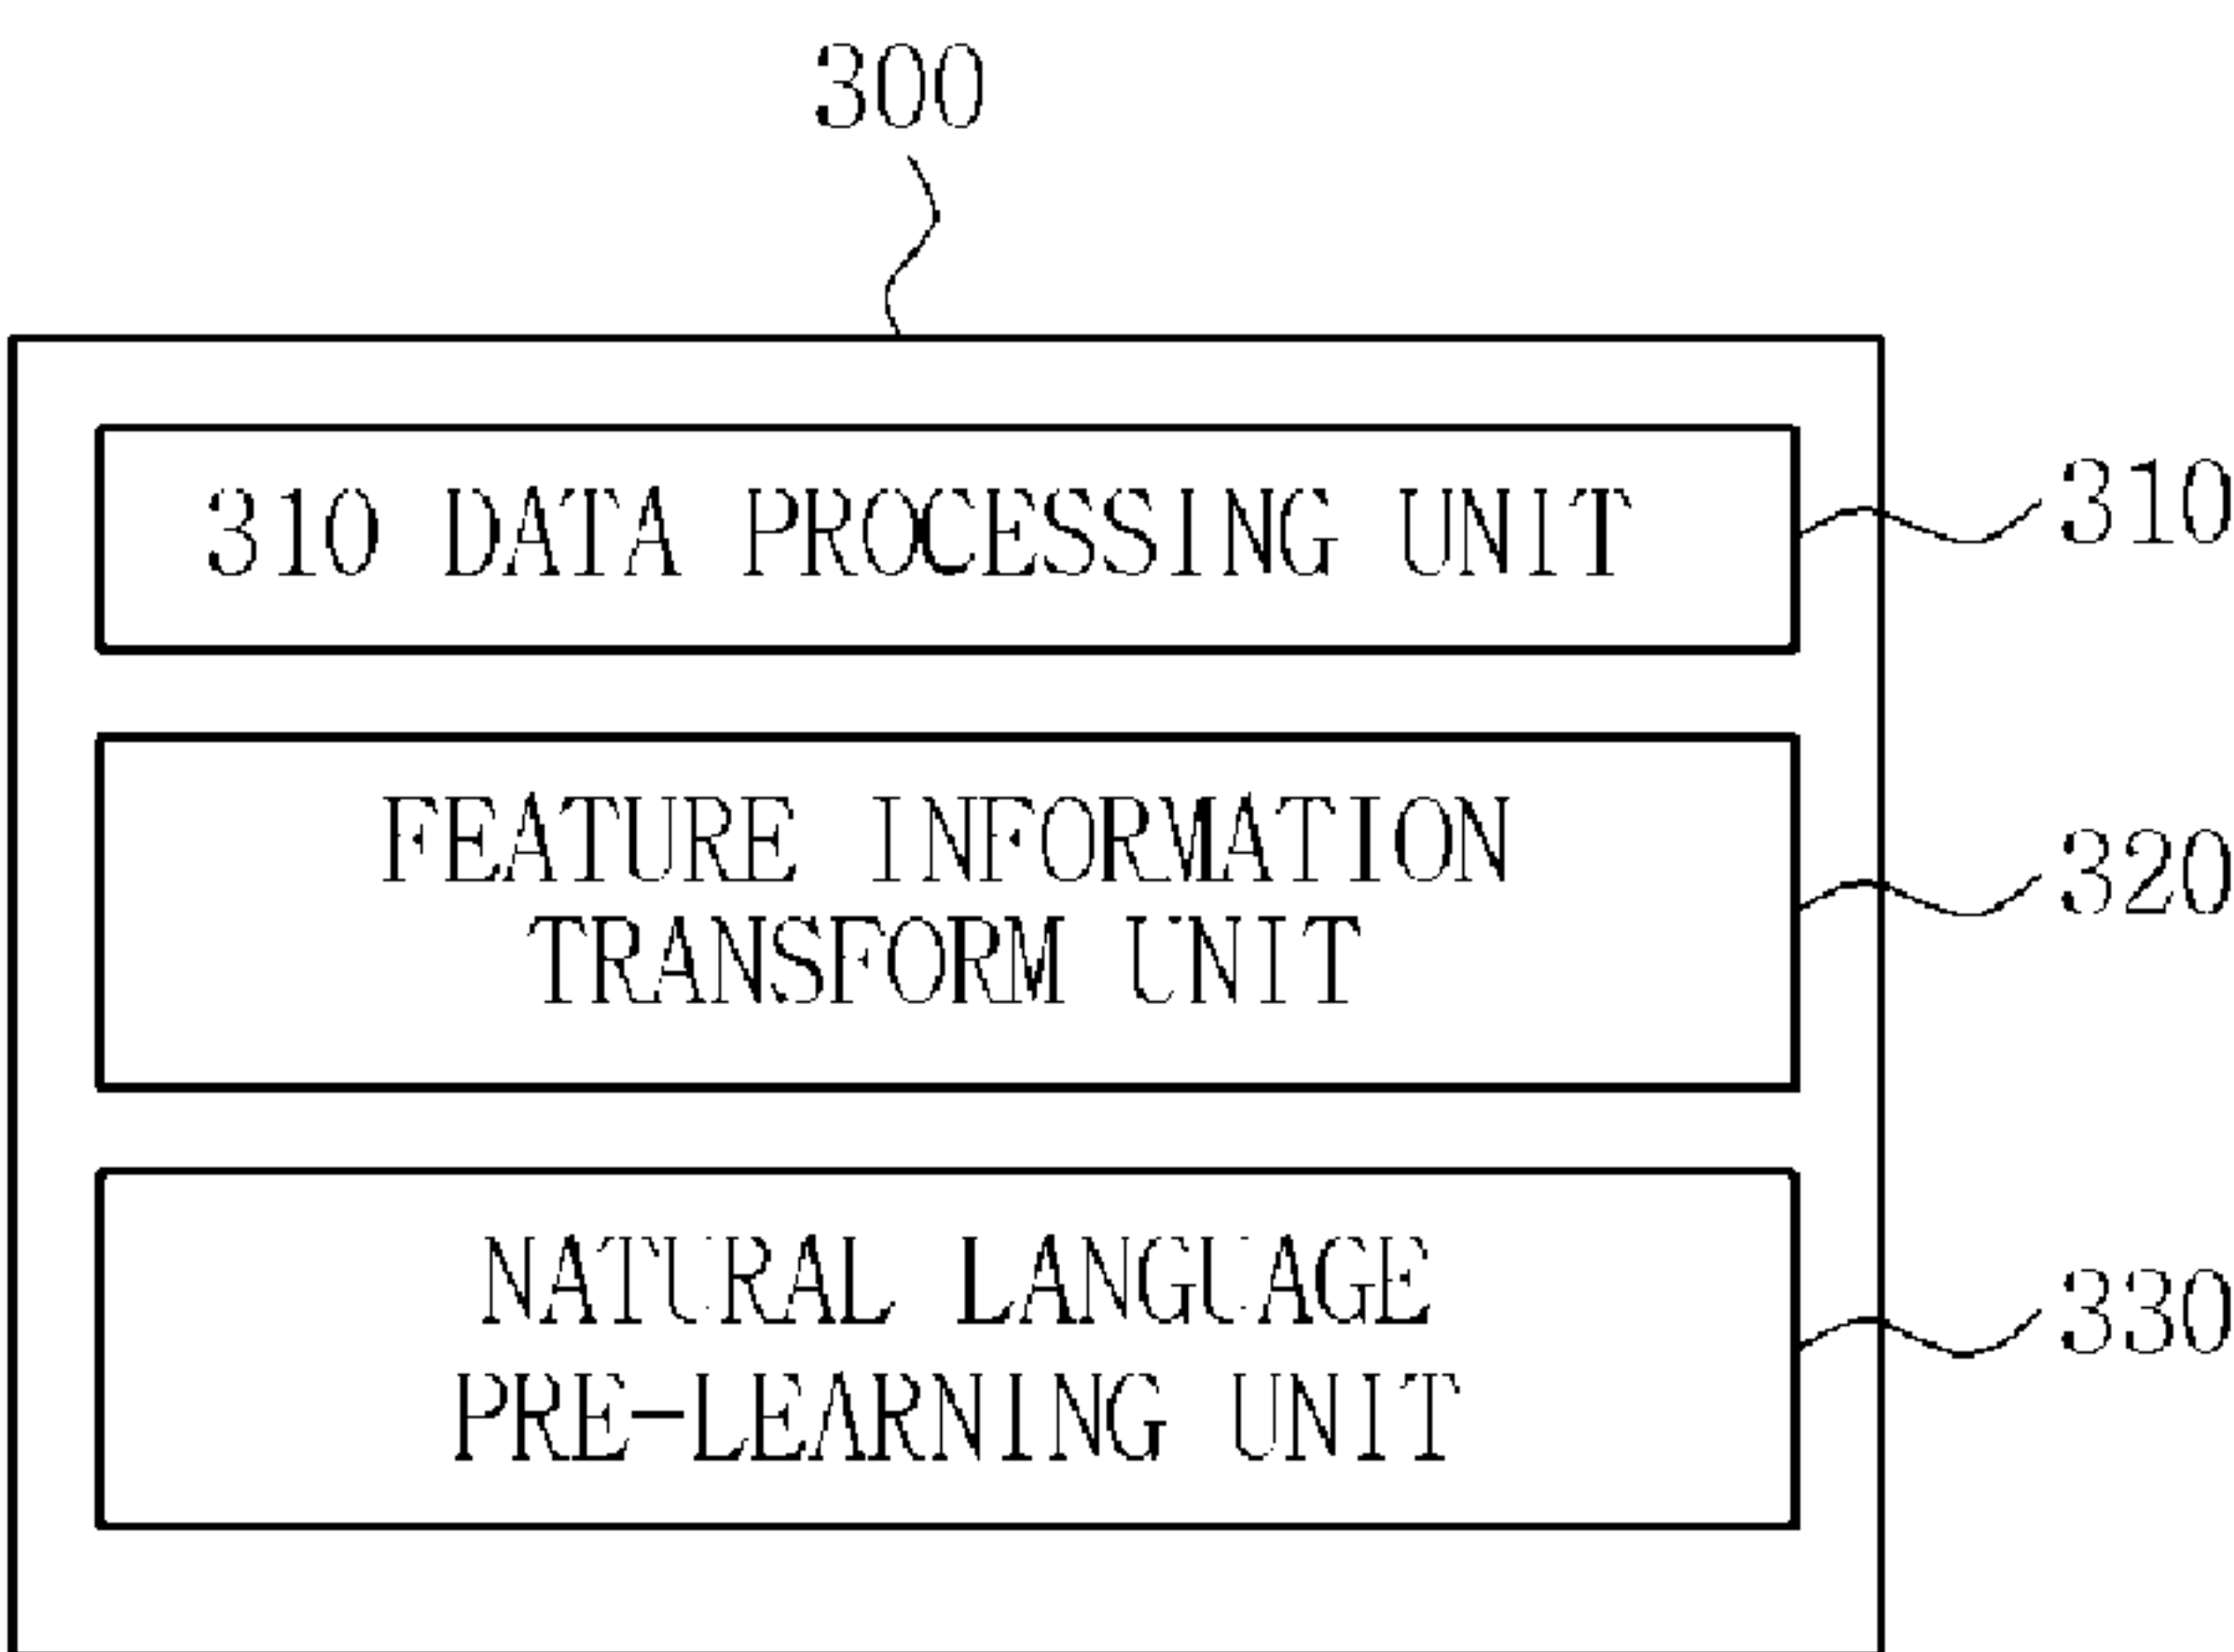 300
310 DATA PROCESSING UNIT
310
FEATURE INFORMATION
TRANSFORM UNIT
320
NATURAL LANGUAGE
PRE-LEARNING UNIT
330